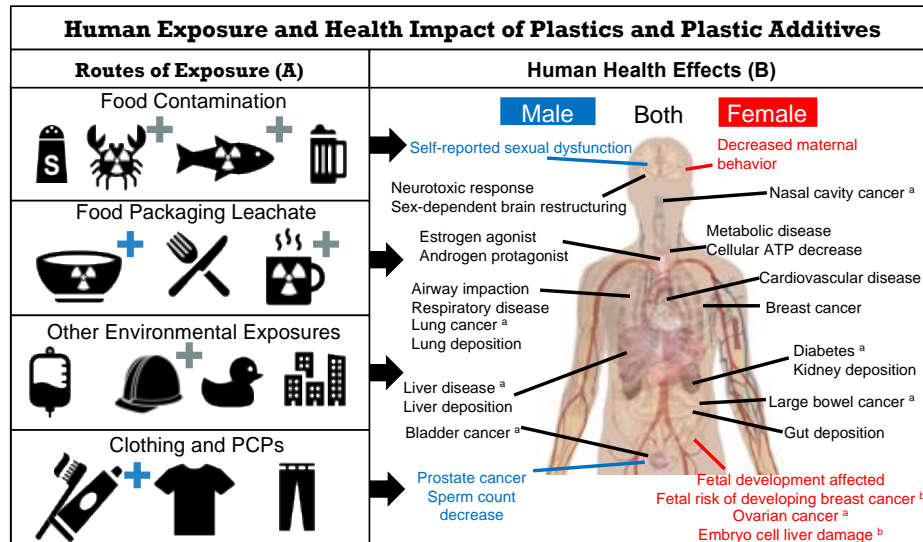 Human Exposure and Health Impact of Plastics and Plastic Additives
Routes of Exposure (A)
Human Health Effects (B)
Food Contamination
S
Food Packaging Leachate
Other Environmental Exposures
Clothing and PCPs
Male
Both
Female
Self-reported sexual dysfunction
Decreased maternal
behavior
Neurotoxic response
Sex-dependent brain restructuring
Nasal cavity cancer a
Estrogen agonist
Androgen protagonist
Metabolic disease
Cellular ATP decrease
Airway impaction
Respiratory disease
Lung cancer a
Lung deposition
Cardiovascular disease
Breast cancer
Liver disease a
Liver deposition
Diabetes a
Kidney deposition
Bladder cancer a
Large bowel cancer a
Gut deposition
Prostate cancer
Sperm count
decrease
Fetal development affected
Fetal risk of developing breast cancer b
Ovarian cancer a
Embryo cell liver damage b